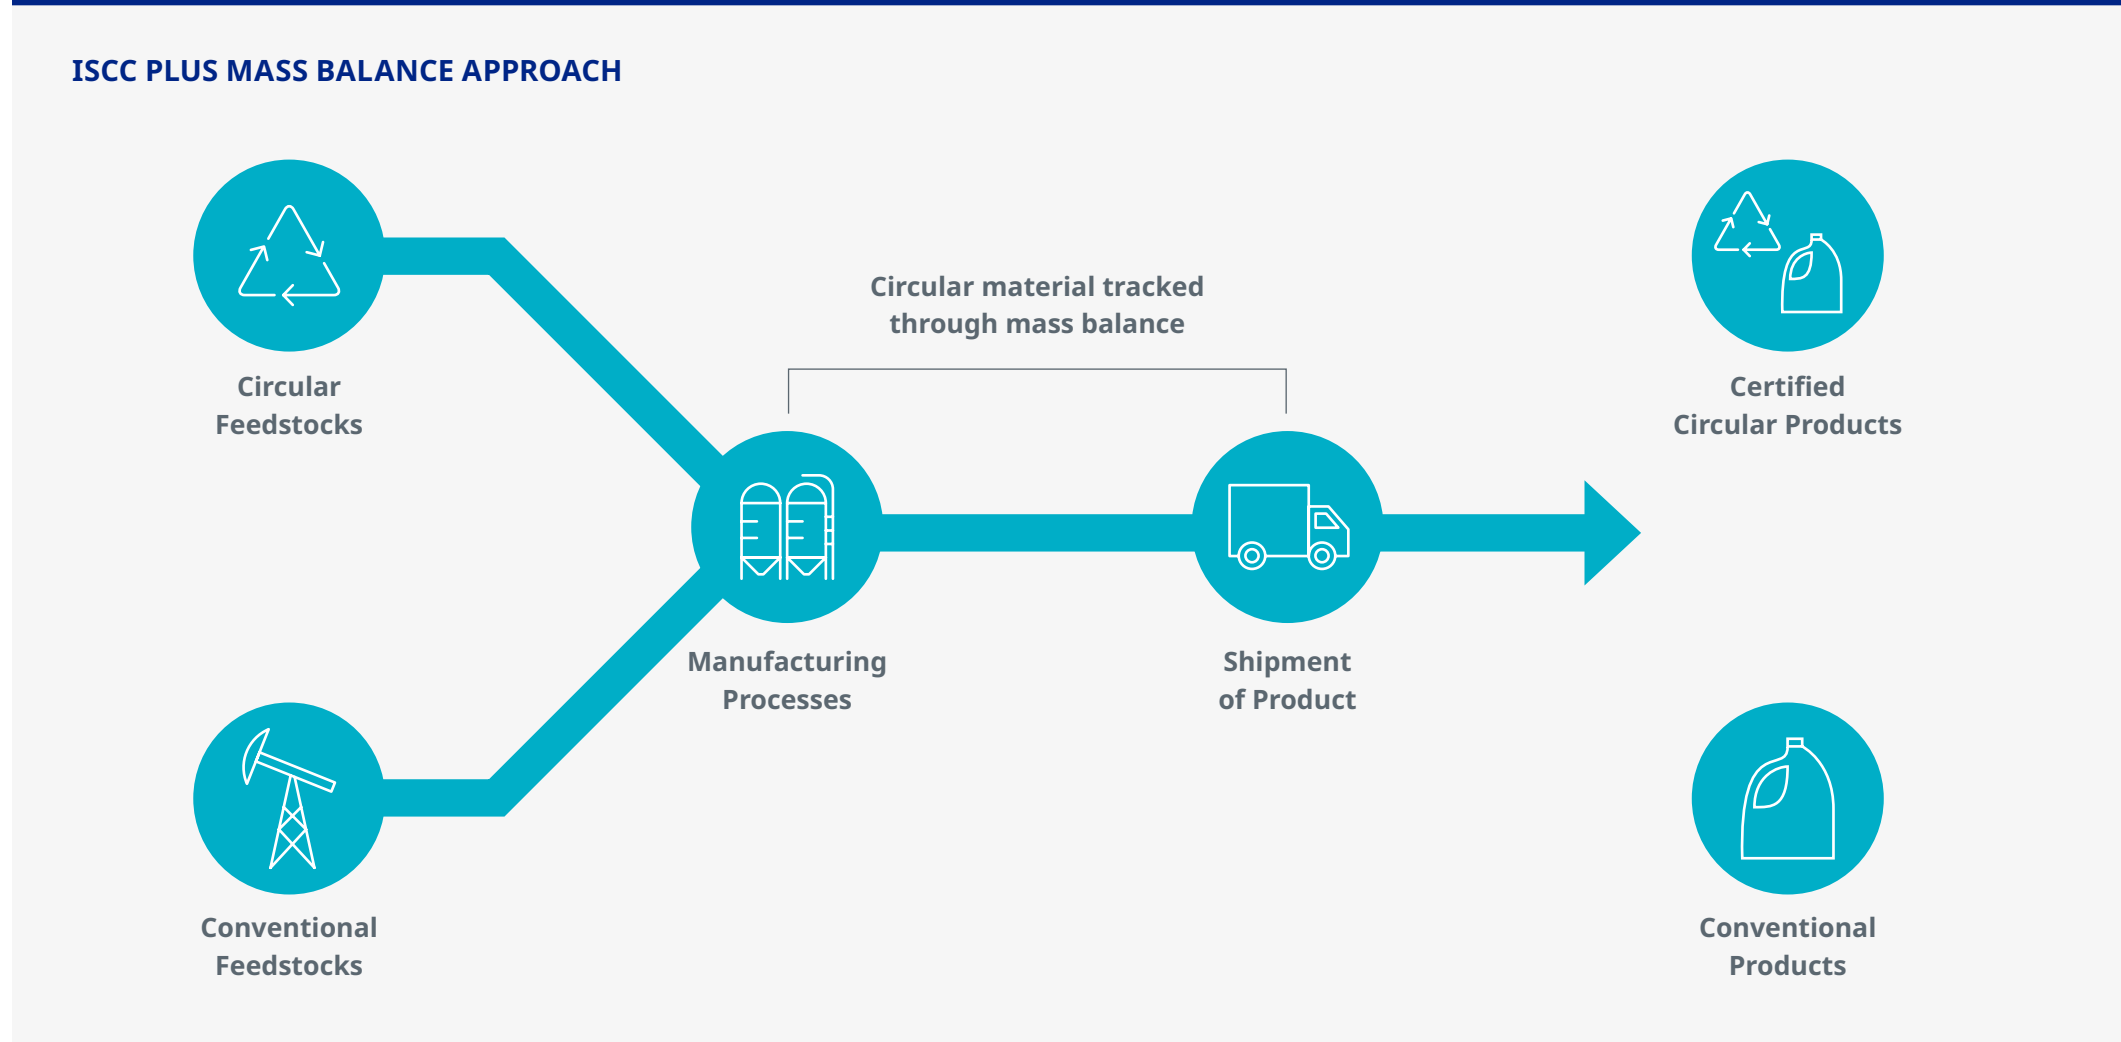 ISCC PLUS MASS BALANCE APPROACH
Circular
Feedstocks
Conventional
Feedstocks
Circular material tracked
through mass balance
Manufacturing
Processes
Shipment
of Product
Certified
Circular Products
Conventional
Products